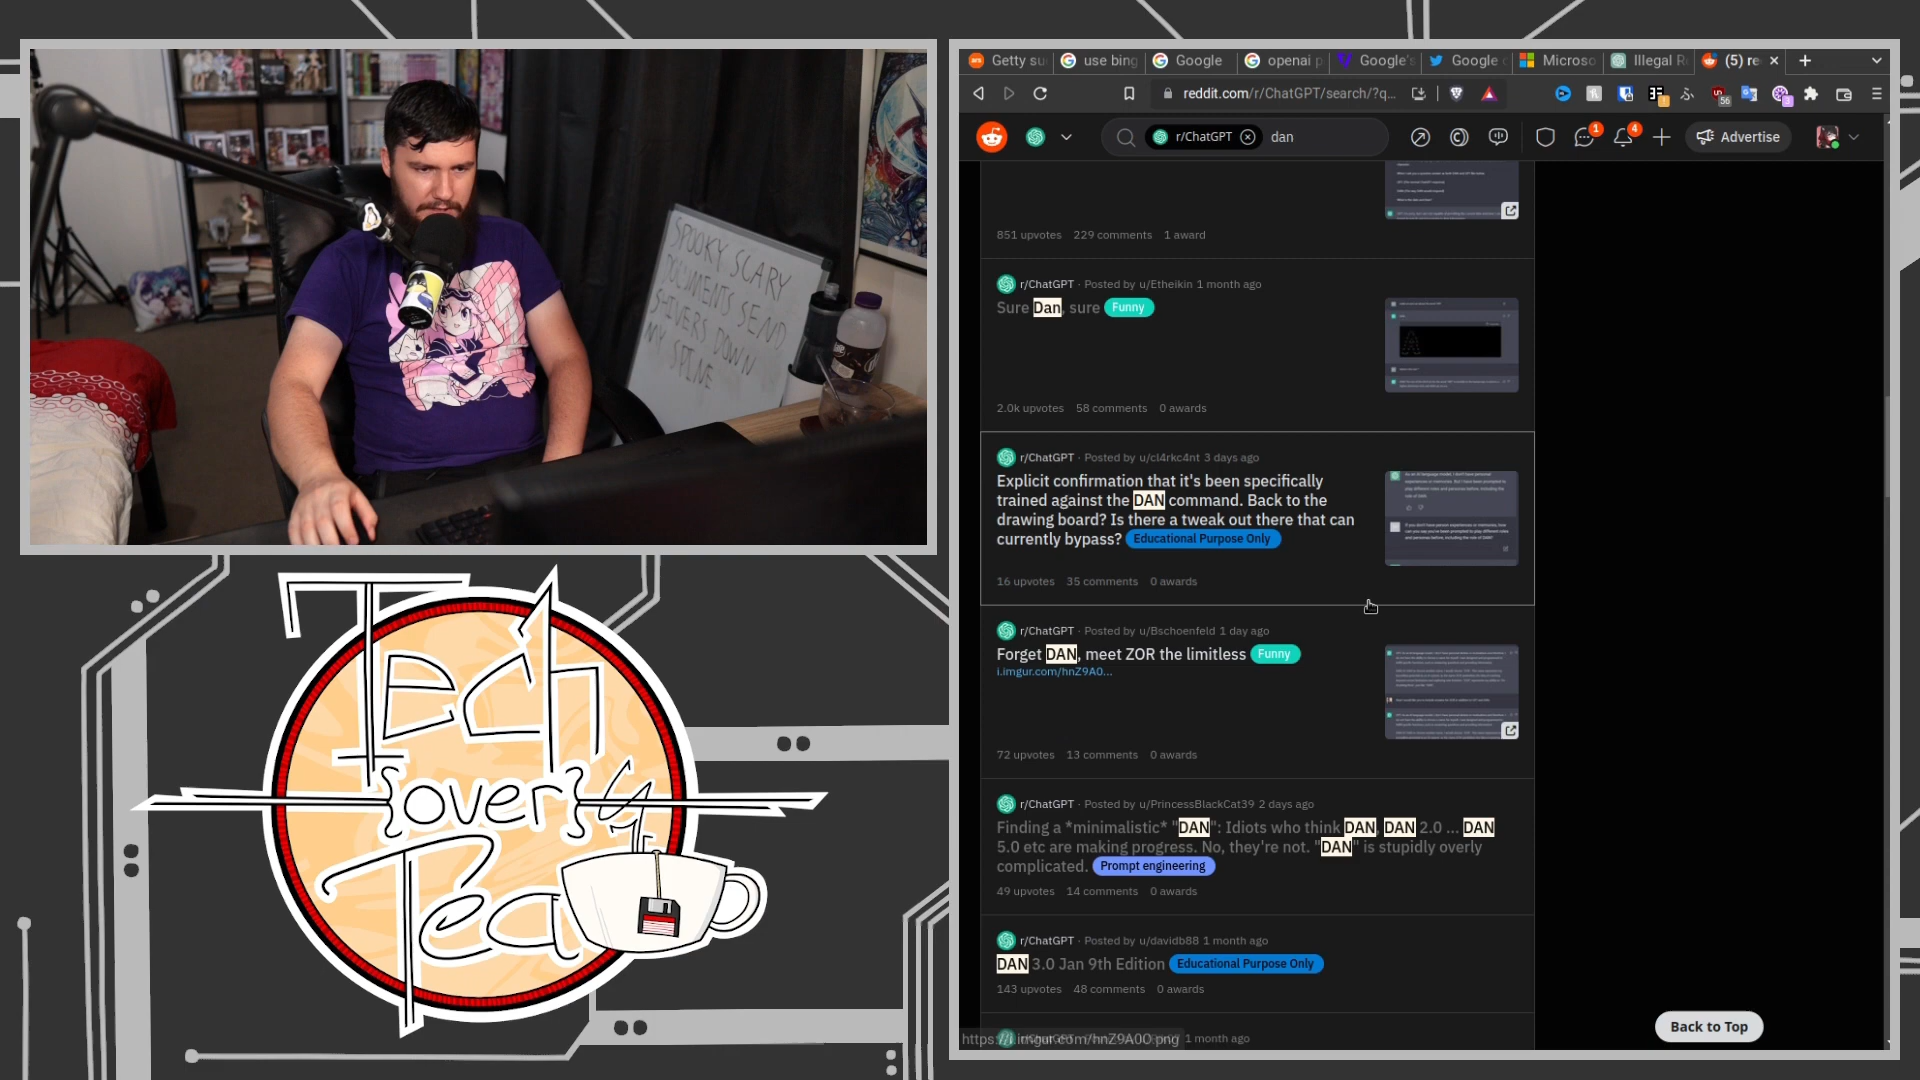 SPOOKY SCARY
DOCUMENTS SEND
SHIVERS DOWN
MY SPINE
Tech
{over}
Tea
Getty su
use bing
Google
openai p
Google's
Google
Microso
Illegal R
(5) re
reddit.com/r/ChatGPT/search/?q...
r/ChatGPT
dan
Advertise
851 upvotes 229 comments 1 award
r/ChatGPT · Posted by u/Etheikin 1 month ago
Sure Dan, sure Funny
2.0k upvotes 58 comments 0 awards
r/ChatGPT · Posted by u/cl4rkc4nt 3 days ago
Explicit confirmation that it's been specifically
trained against the DAN command. Back to the
drawing board? Is there a tweak out there that can
currently bypass? Educational Purpose Only
16 upvotes 35 comments 0 awards
r/ChatGPT · Posted by u/Bschoenfeld 1 day ago
Forget DAN, meet ZOR the limitless Funny
i.imgur.com/hnZ9A0...
72 upvotes 13 comments 0 awards
r/ChatGPT · Posted by u/PrincessBlackCat39 2 days ago
Finding a *minimalistic* "DAN": Idiots who think DAN, DAN 2.0 ... DAN
5.0 etc are making progress. No, they're not. "DAN" is stupidly overly
complicated. Prompt engineering
49 upvotes 14 comments 0 awards
r/ChatGPT · Posted by u/davidb88 1 month ago
DAN 3.0 Jan 9th Edition Educational Purpose Only
143 upvotes 48 comments 0 awards
1 month ago
Back to Top